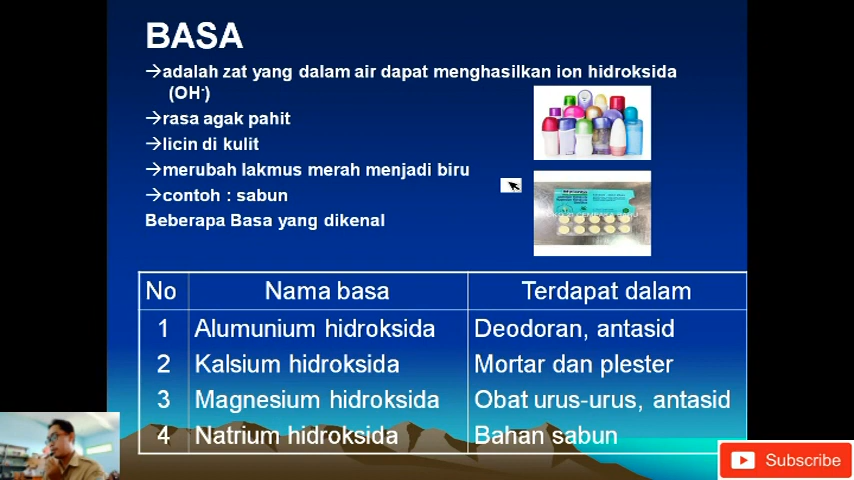 BASA
→adalah zat yang dalam air dapat menghasilkan ion hidroksida
(OH-)
→rasa agak pahit
→licin di kulit
→merubah lakmus merah menjadi biru
→contoh : sabun
Beberapa Basa yang dikenal
No Nama basa Terdapat dalam
1 Alumunium hidroksida Deodoran, antasid
2 Kalsium hidroksida Mortar dan plester
3 Magnesium hidroksida Obat urus-urus, antasid
4 Natrium hidroksida Bahan sabun
Subscribe